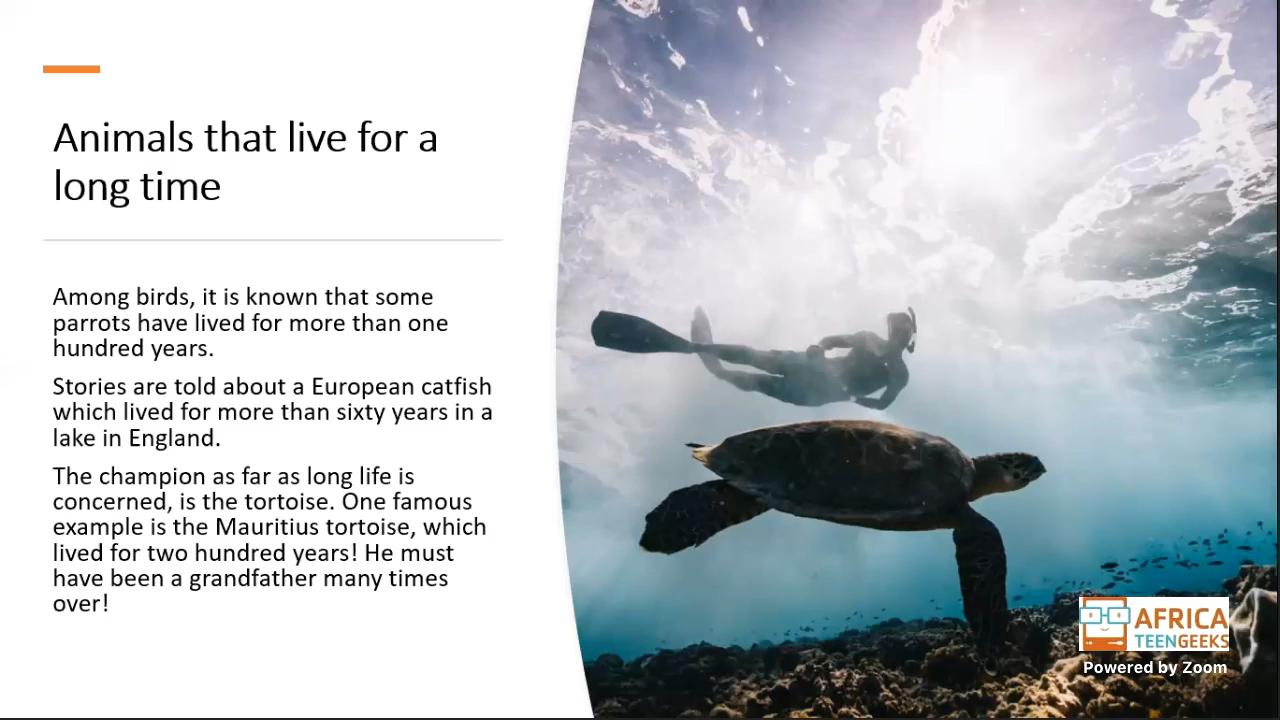 Animals that live for a
long time
Among birds, it is known that some
parrots have lived for more than one
hundred years.
Stories are told about a European catfish
which lived for more than sixty years in a
lake in England.
The champion as far as long life is
concerned, is the tortoise. One famous
example is the Mauritius tortoise, which
lived for two hundred years! He must
have been a grandfather many times
over!
AFRICA
TEENGEEKS
Powered by Zoom